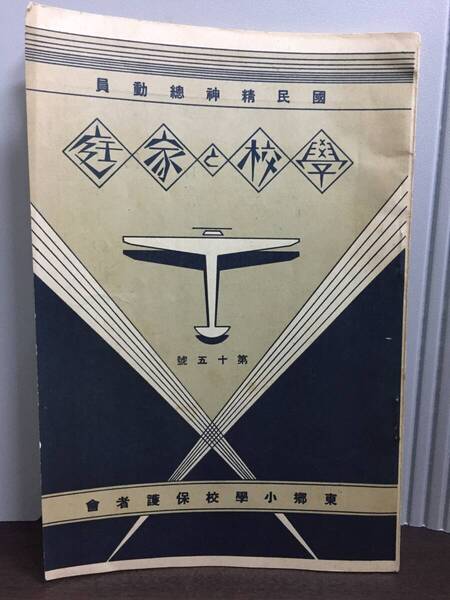 國民精神總動員
學校と家庭
第十五號
東鄕小學校保護者會